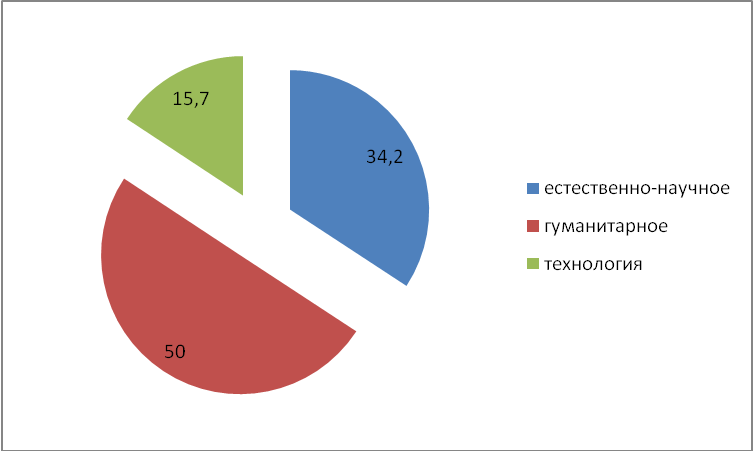 15,7
34,2
50
естественно-научное
гуманитарное
технология